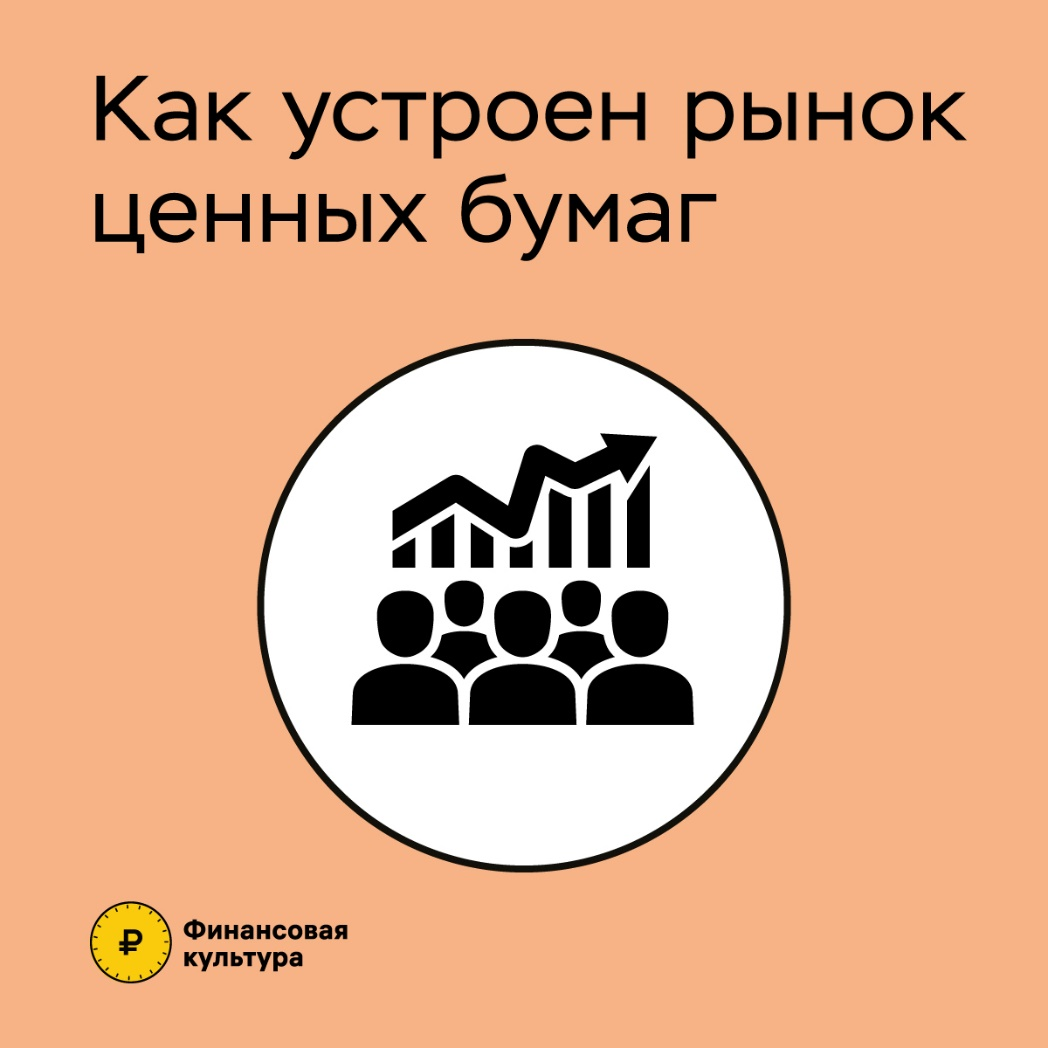 Как устроен рынок
ценных бумаг
₽
Финансовая
культура